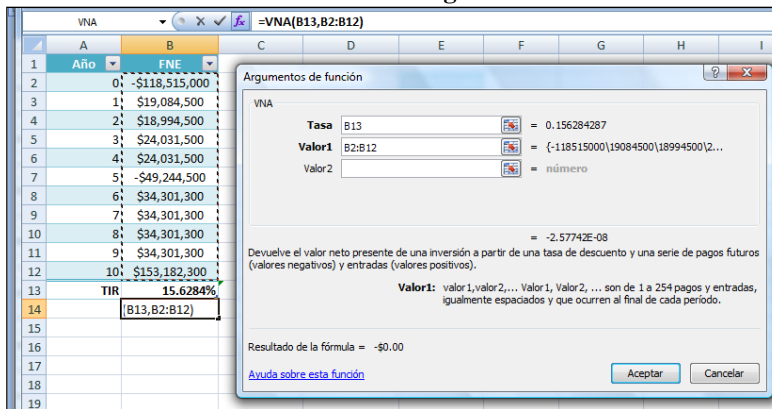 VNA =VNA(B13,B2:B12)
A B C D E F G H I
1 Año FNE
2 0 -$118,515,000
3 1 $19,084,500
4 2 $18,994,500
5 3 $24,031,500
6 4 $24,031,500
7 5 -$49,244,500
8 6 $34,301,300
9 7 $34,301,300
10 8 $34,301,300
11 9 $34,301,300
12 10 $153,182,300
13 TIR 15.6284%
14 (B13,B2:B12)
15
16
17
18
19
Argumentos de función
VNA
Tasa B13 = 0.156284287
Valor1 B2:B12 = {-118515000\19084500\18994500\2...
Valor2 = número
= -2.57742E-08
Devuelve el valor neto presente de una inversión a partir de una tasa de descuento y una serie de pagos futuros
(valores negativos) y entradas (valores positivos).
Valor1: valor1,valor2,... Valor1, Valor2, ... son de 1 a 254 pagos y entradas,
igualmente espaciados y que ocurren al final de cada período.
Resultado de la fórmula = -$0.00
Ayuda sobre esta función
Aceptar Cancelar